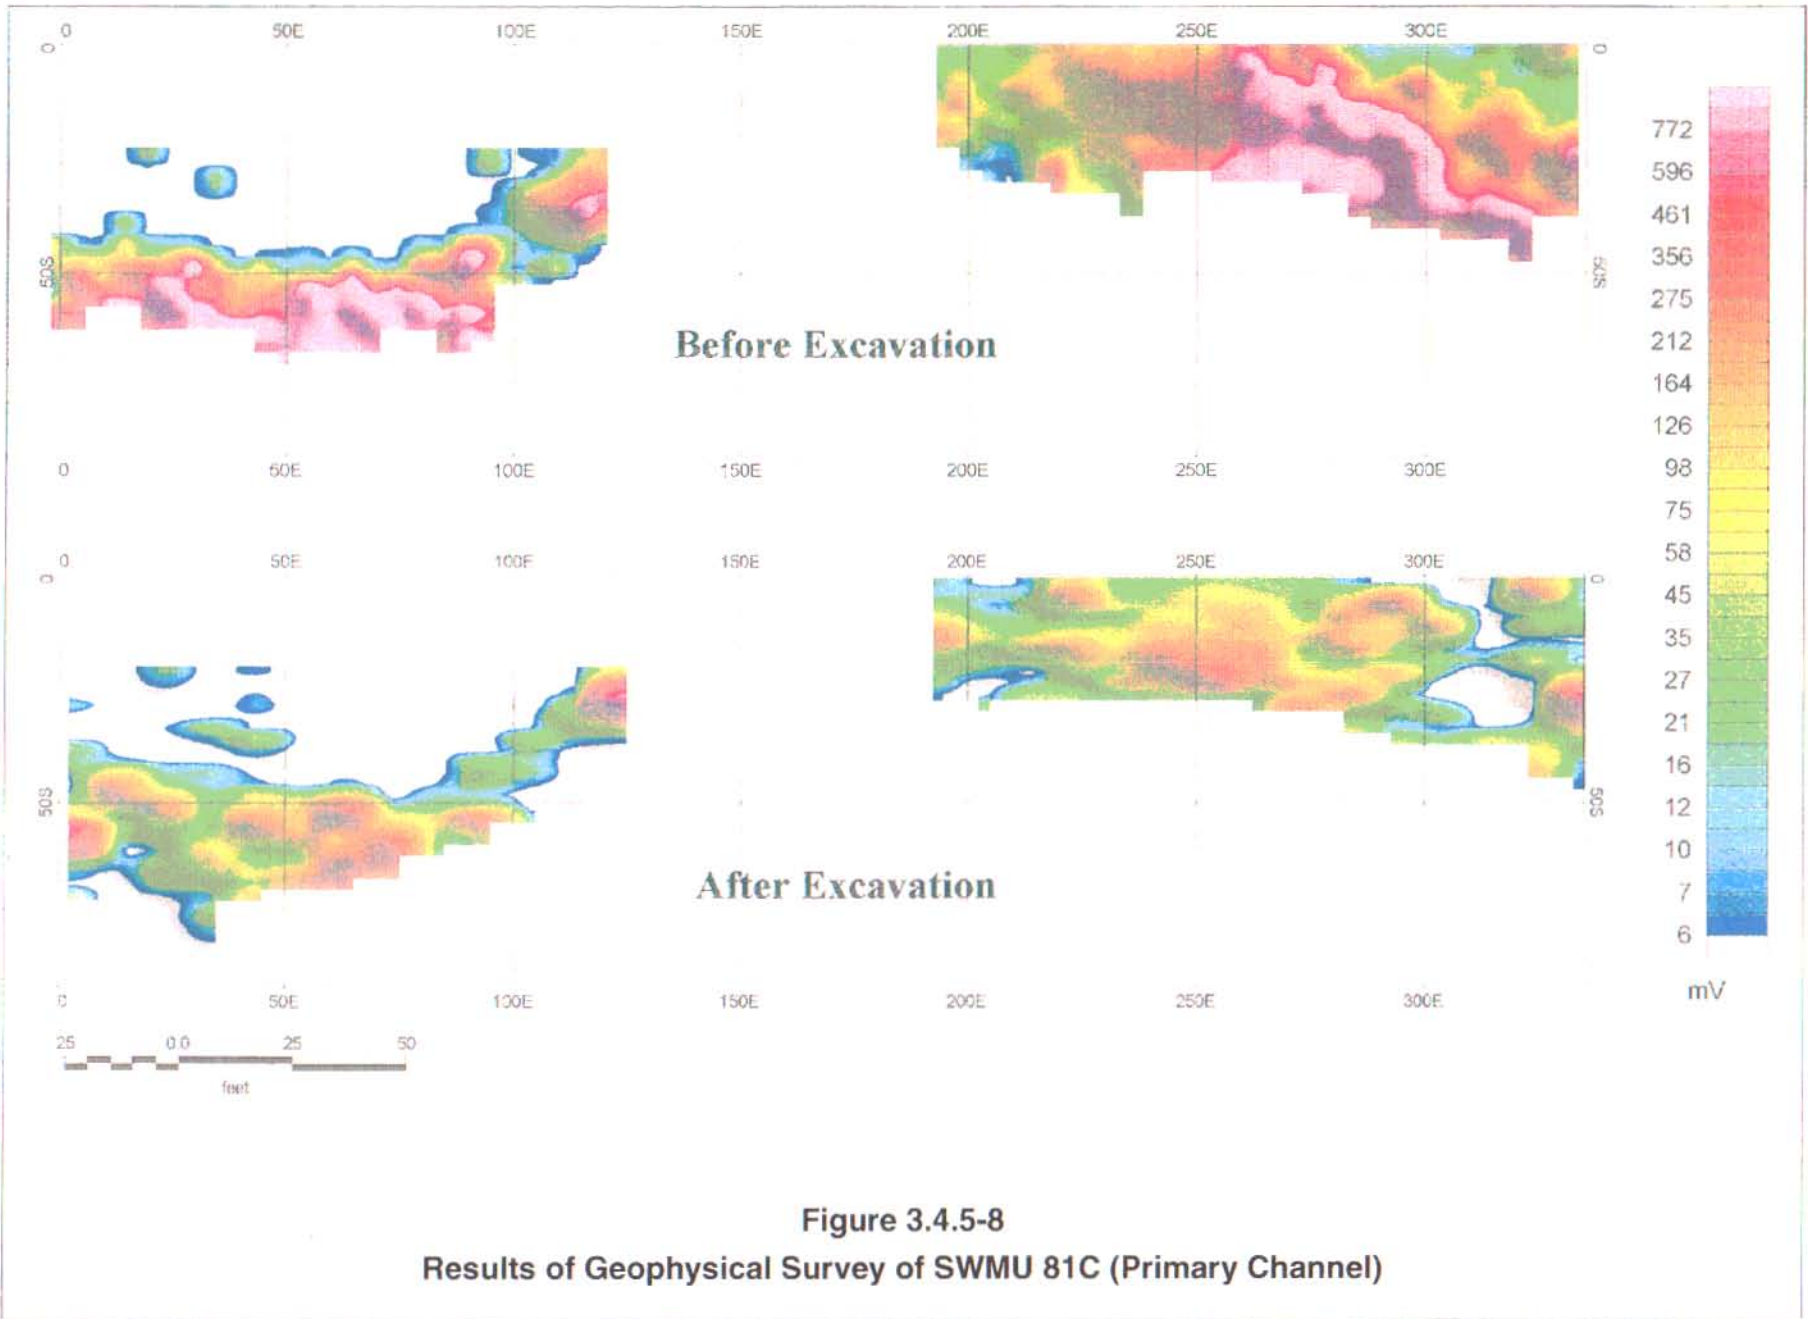 0 50E 100E 150E 200E 250E 300E
0 0
50S 50S
Before Excavation
0 50E 100E 150E 200E 250E 300E
0 50E 100E 150E 200E 250E 300E
0 0
50S 50S
After Excavation
0 50E 100E 150E 200E 250E 300E
772
596
461
356
275
212
164
126
98
75
58
45
35
27
21
16
12
10
7
6
mV
25 0.0 25 50
feet
Figure 3.4.5-8
Results of Geophysical Survey of SWMU 81C (Primary Channel)